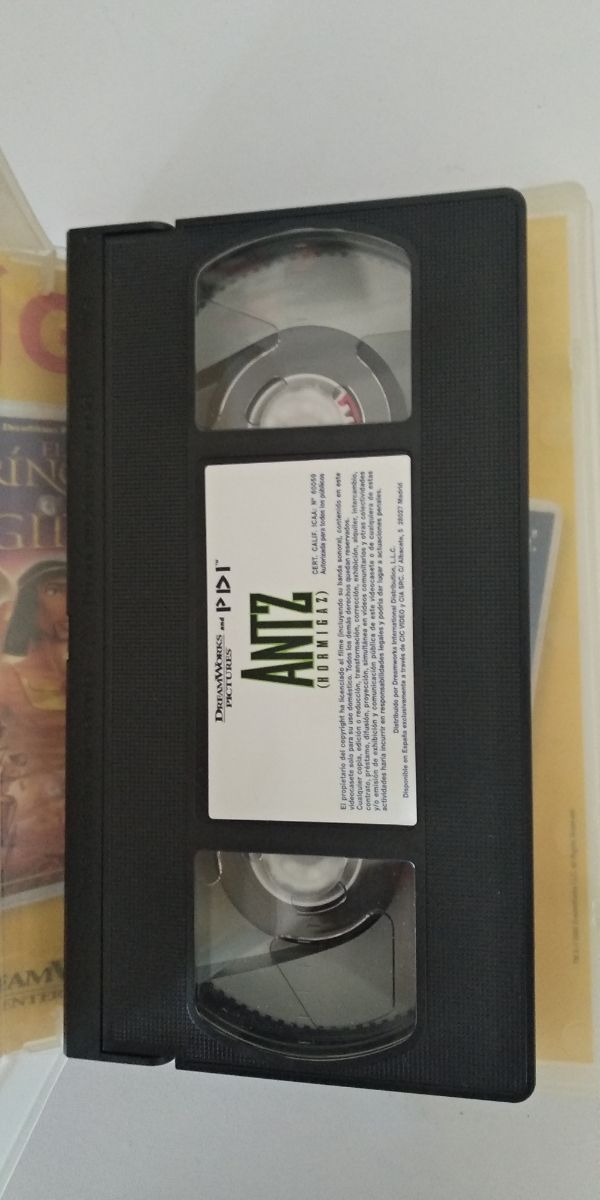 DREAMWORKS PICTURES and PDI™
ANTZ
(HORMIGAZ)
CERT. CALIF. ICAA: Nº 60059
Autorizada para todos los públicos
El propietario del copyright ha licenciado el filme (incluyendo su banda sonora), contenido en este
videocasete sólo para su uso doméstico. Todos los demás derechos quedan reservados.
Cualquier copia, edición o reducción, transformación, corrección, exhibición, alquiler, intercambio,
contrato, préstamo, difusión, proyección, simultánea en vídeos comunitarios y otras colectividades
y/o emisión de exhibición y comunicación pública de este videocasete o de cualquiera de estas
actividades haría incurrir en responsabilidades legales y podría dar lugar a actuaciones penales.
Distribuido por Dreamworks International Distribution, L.L.C.
Disponible en España exclusivamente a través de CIC VIDEO y CIA SRC. C/ Albacete, 5 28027 Madrid